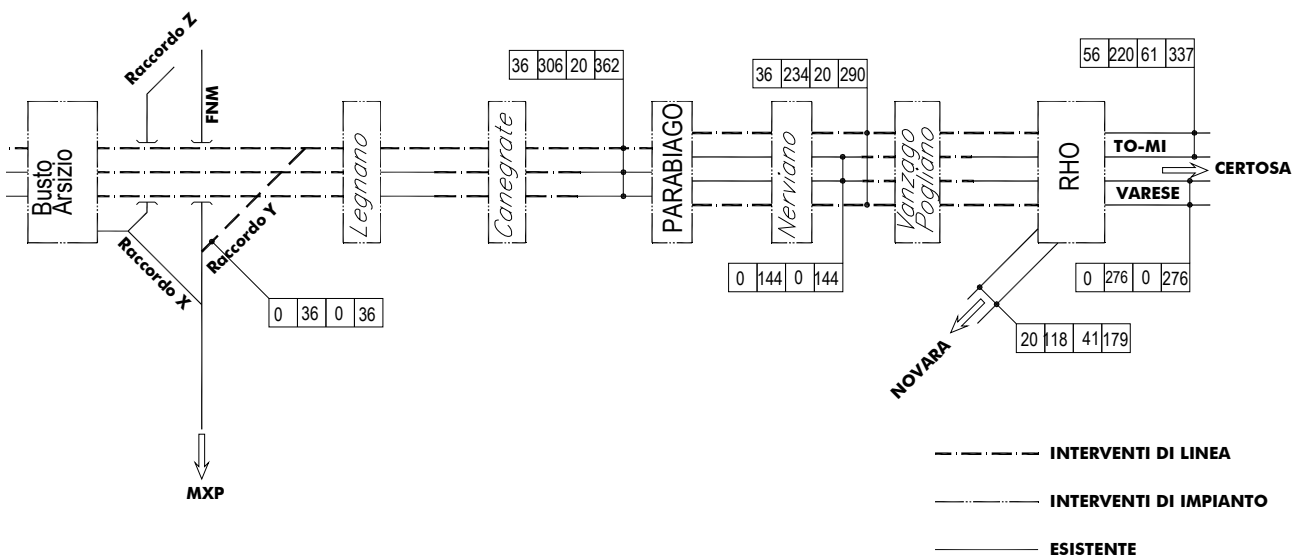 Raccordo Z
FNM
36 306 20 362
36 234 20 290
56 220 61 337
Busto
Arsizio
Legnano
Canegrate
PARABIAGO
Nerviano
Vanzago
Pogliano
RHO
TO-MI
CERTOSA
VARESE
Raccordo X
Raccordo Y
0 36 0 36
0 144 0 144
0 276 0 276
20 118 41 179
NOVARA
MXP
INTERVENTI DI LINEA
INTERVENTI DI IMPIANTO
ESISTENTE